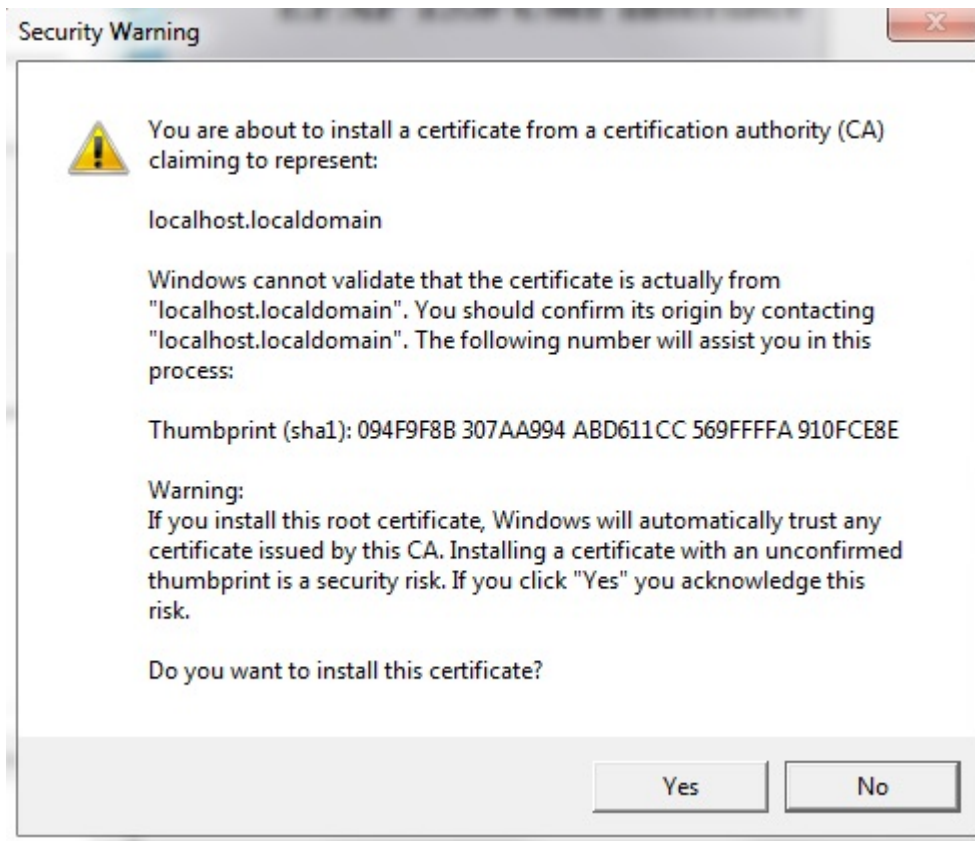 Security Warning
You are about to install a certificate from a certification authority (CA)
claiming to represent:
localhost.localdomain
Windows cannot validate that the certificate is actually from
"localhost.localdomain". You should confirm its origin by contacting
"localhost.localdomain". The following number will assist you in this
process:
Thumbprint (sha1): 094F9F8B 307AA994 ABD611CC 569FFFFA 910FCE8E
Warning:
If you install this root certificate, Windows will automatically trust any
certificate issued by this CA. Installing a certificate with an unconfirmed
thumbprint is a security risk. If you click "Yes" you acknowledge this
risk.
Do you want to install this certificate?
Yes No